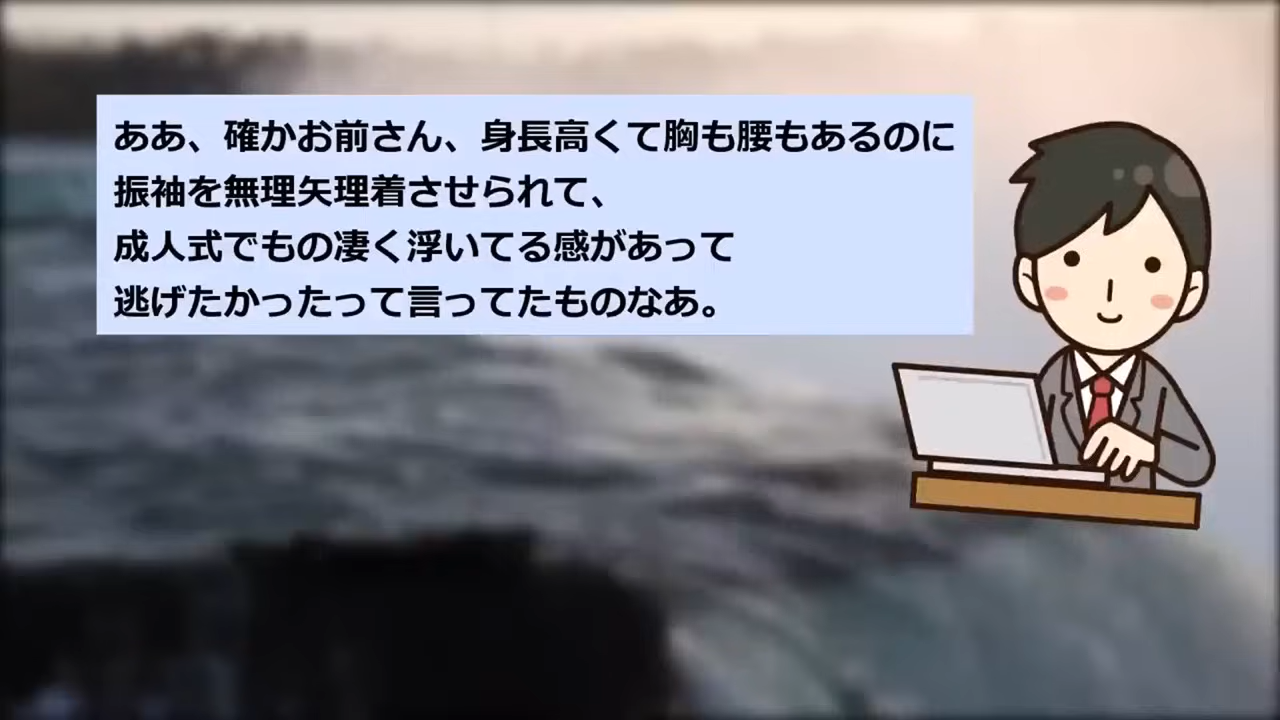 ああ、確かお前さん、身長高くて胸も腰もあるのに
振袖を無理矢理着させられて、
成人式でもの凄く浮いてる感があって
逃げたかったって言ってたものなあ。